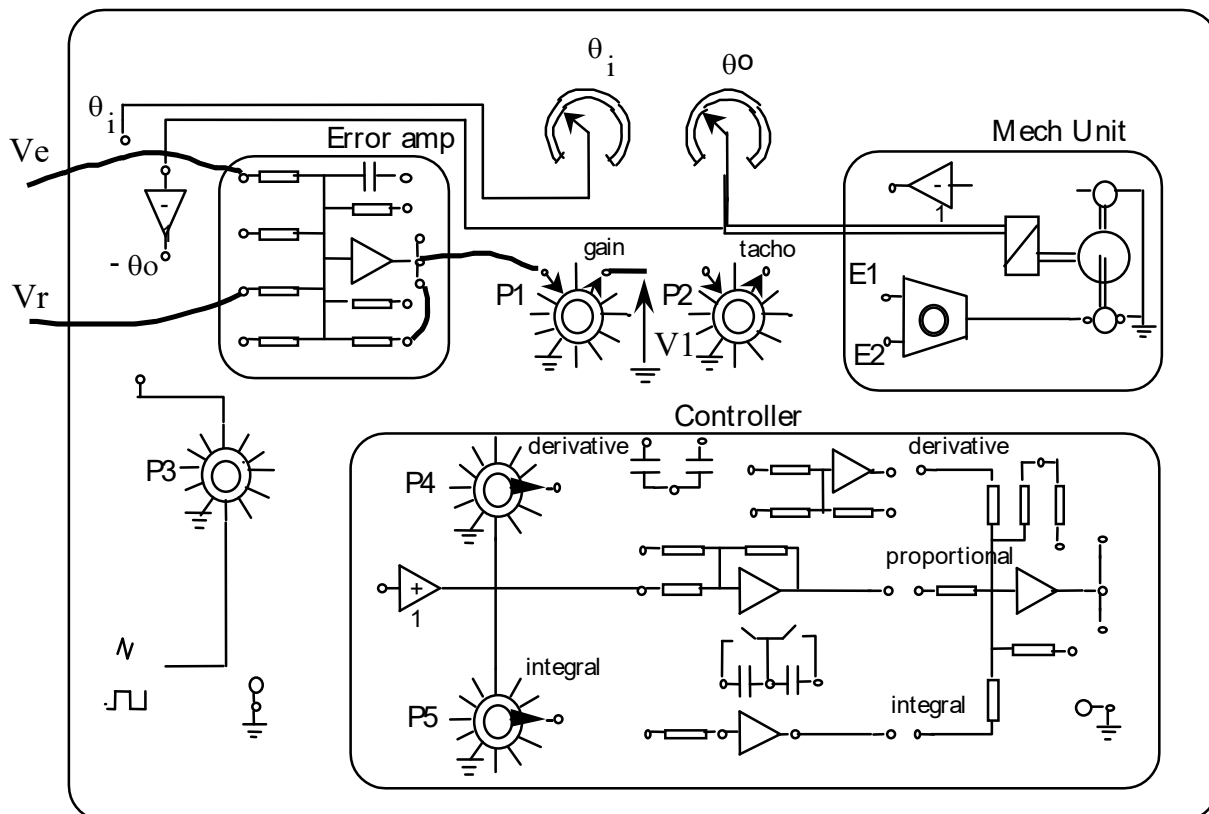 θi
θo
θi
Error amp
Mech Unit
Ve
-
-
1
1
- θo
gain
tacho
Vr
P1
P2
E1
V1
E2
Controller
derivative
derivative
P3
P4
proportional
+
1
integral
P5
integral